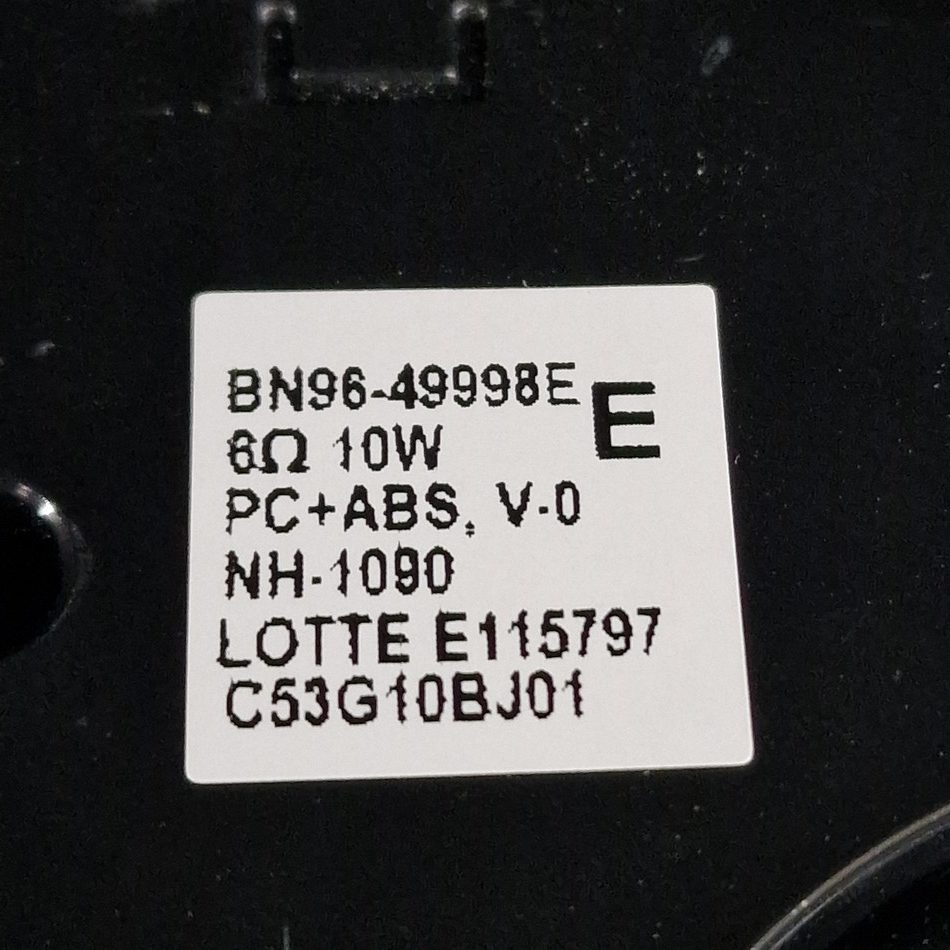 BN96-49998E
E
6Ω 10W
PC+ABS, V-0
NH-1090
LOTTE E115797
C53G10BJ01